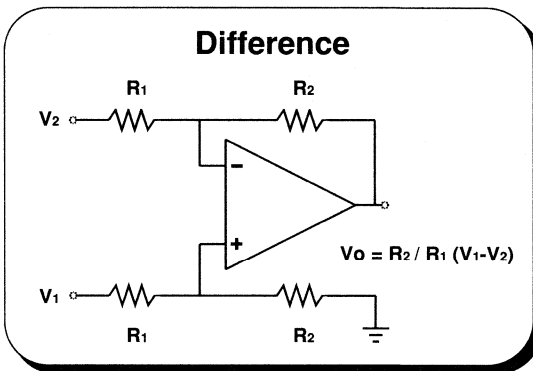 Difference
R1 R2
V2
-
+
Vo = R2 / R1 (V1-V2)
V1
R1 R2